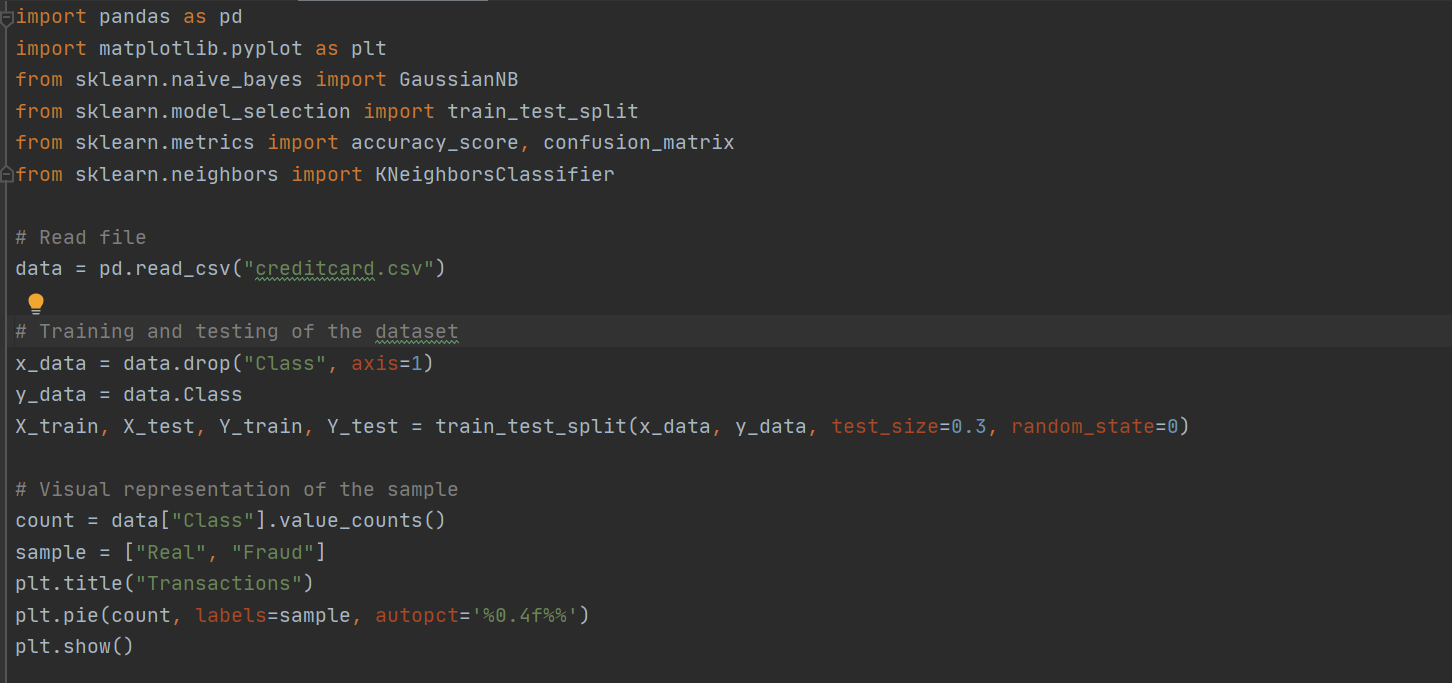 import pandas as pd
import matplotlib.pyplot as plt
from sklearn.naive_bayes import GaussianNB
from sklearn.model_selection import train_test_split
from sklearn.metrics import accuracy_score, confusion_matrix
from sklearn.neighbors import KNeighborsClassifier
# Read file
data = pd.read_csv("creditcard.csv")
# Training and testing of the dataset
x_data = data.drop("Class", axis=1)
y_data = data.Class
X_train, X_test, Y_train, Y_test = train_test_split(x_data, y_data, test_size=0.3, random_state=0)
# Visual representation of the sample
count = data["Class"].value_counts()
sample = ["Real", "Fraud"]
plt.title("Transactions")
plt.pie(count, labels=sample, autopct='%0.4f%%')
plt.show()